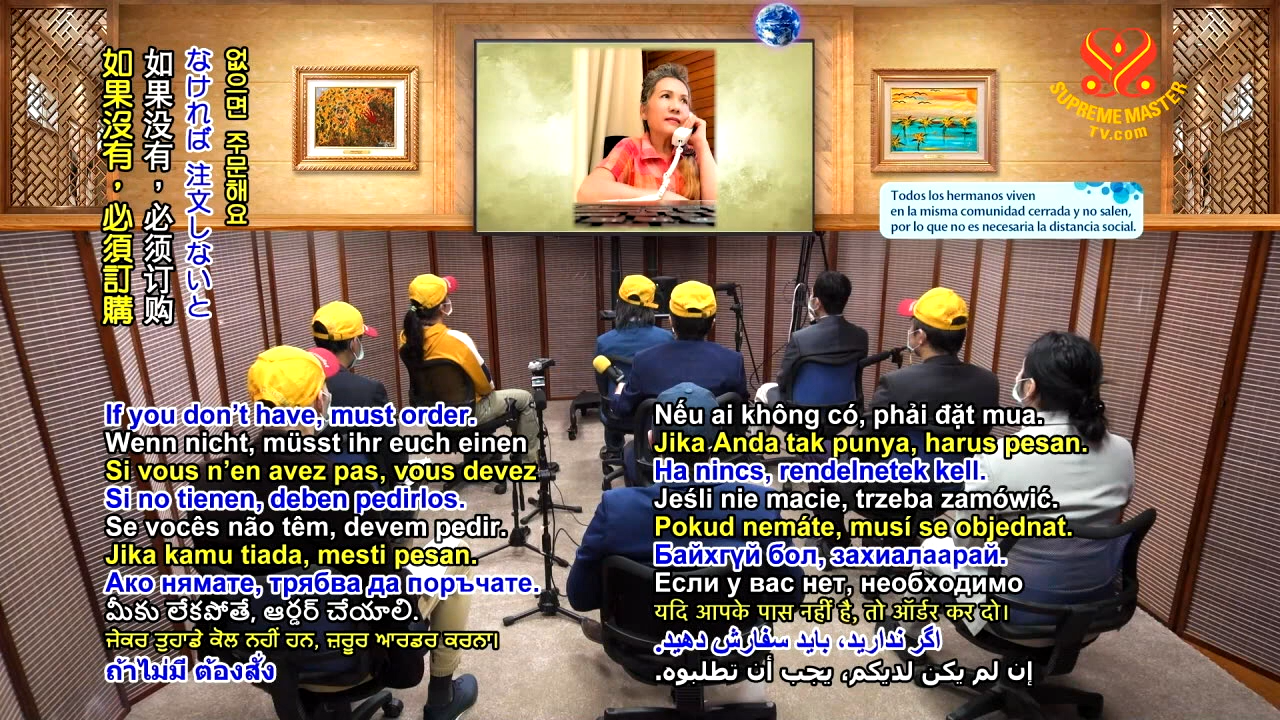 없으면 주문해요
なければ 注文しないと
如果没有，必须订购
如果沒有，必須訂購
SUPREME MASTER
TV.com
Todos los hermanos viven
en la misma comunidad cerrada y no salen,
por lo que no es necesaria la distancia social.
If you don't have, must order.
Wenn nicht, müsst ihr euch einen
Si vous n'en avez pas, vous devez
Si no tienen, deben pedirlos.
Se vocês não têm, devem pedir.
Jika kamu tiada, mesti pesan.
Ако нямате, трябва да поръчате.
మీకు లేకపోతే, ఆర్డర్ చేయాలి.
ਜੇਕਰ ਤੁਹਾਡੇ ਕੋਲ ਨਹੀਂ ਹਨ, ਜ਼ਰੂਰ ਆਰਡਰ ਕਰਨਾ।
ถ้าไม่มี ต้องสั่ง
Nếu ai không có, phải đặt mua.
Jika Anda tak punya, harus pesan.
Ha nincs, rendelnetek kell.
Jeśli nie macie, trzeba zamówić.
Pokud nemáte, musí se objednat.
Байхгүй бол, захиалаарай.
Если у вас нет, необходимо
यदि आपके पास नहीं है, तो ऑर्डर कर दो।
اگر ندارید، باید سفارش دهید.
إن لم يكن لديكم، يجب أن تطلبوه.